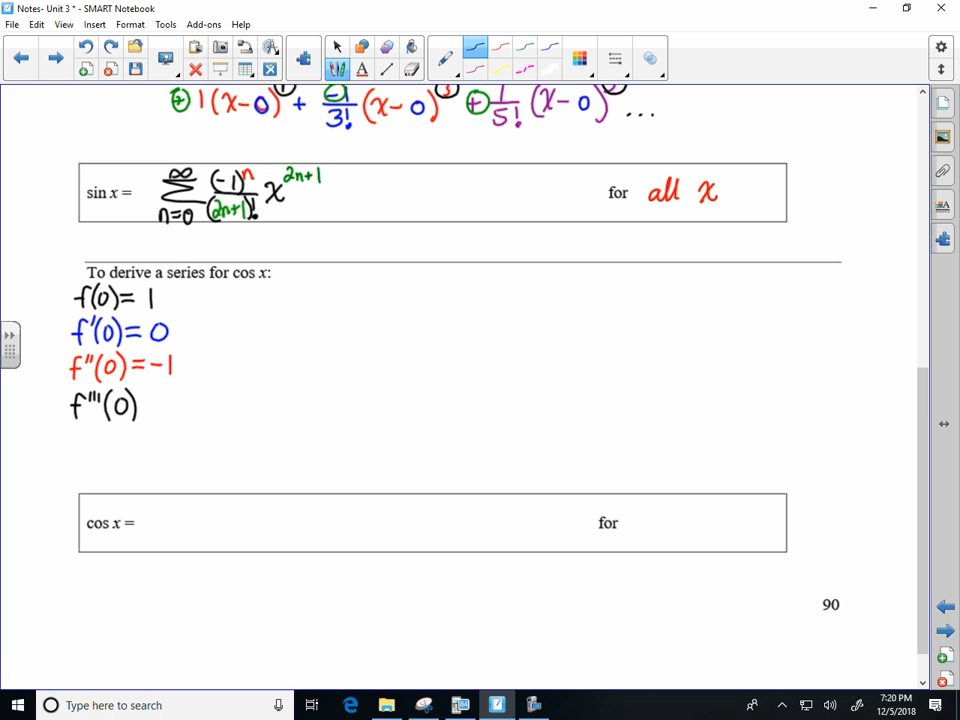 Notes- Unit 3 * - SMART Notebook
File Edit View Insert Format Tools Add-ons Help
+ 1(x-0)① + -1/3! (x-0)③ + 1/5! (x-0) ...
sin x = ∞ Σ n=0 (-1)^n/(2n+1)! x^2n+1 for all x
To derive a series for cos x:
f(0)= 1
f'(0)= 0
f''(0)= -1
f'''(0)
cos x = for
90
Type here to search
7:20 PM
12/5/2018